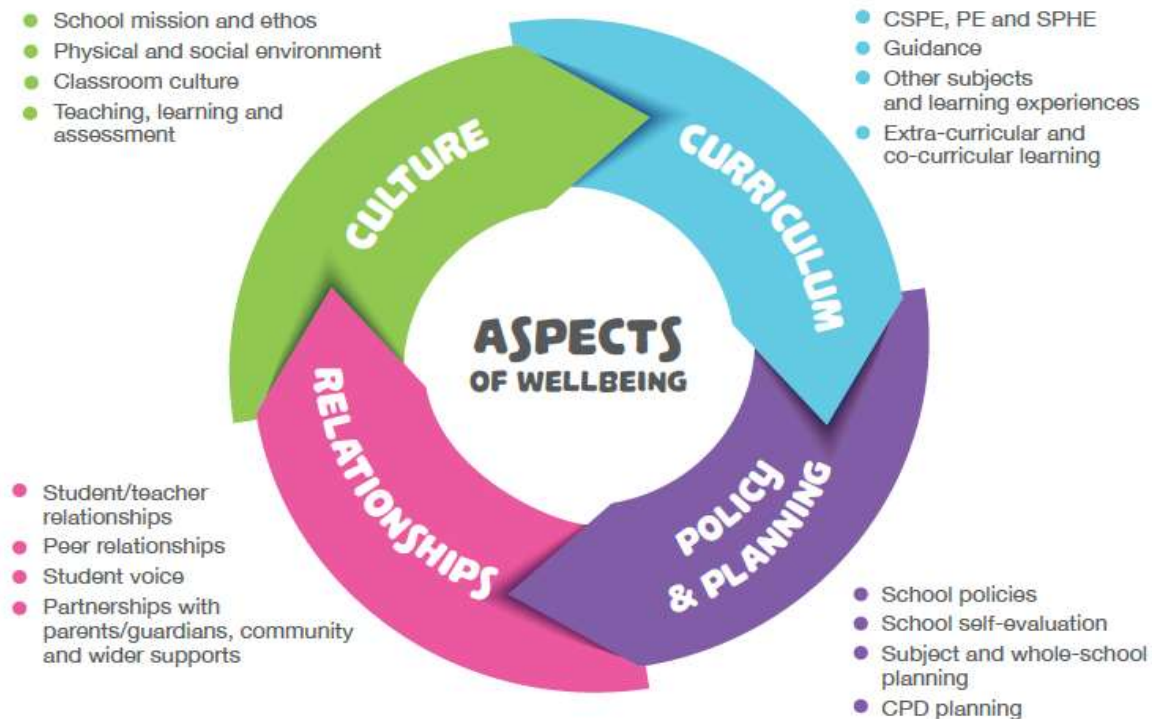 School mission and ethos
Physical and social environment
Classroom culture
Teaching, learning and
assessment
CSPE, PE and SPHE
Guidance
Other subjects
and learning experiences
Extra-curricular and
co-curricular learning
CULTURE
CURRICULUM
ASPECTS
OF WELLBEING
RELATIONSHIPS
POLICY
& PLANNING
Student/teacher
relationships
Peer relationships
Student voice
Partnerships with
parents/guardians, community
and wider supports
School policies
School self-evaluation
Subject and whole-school
planning
CPD planning